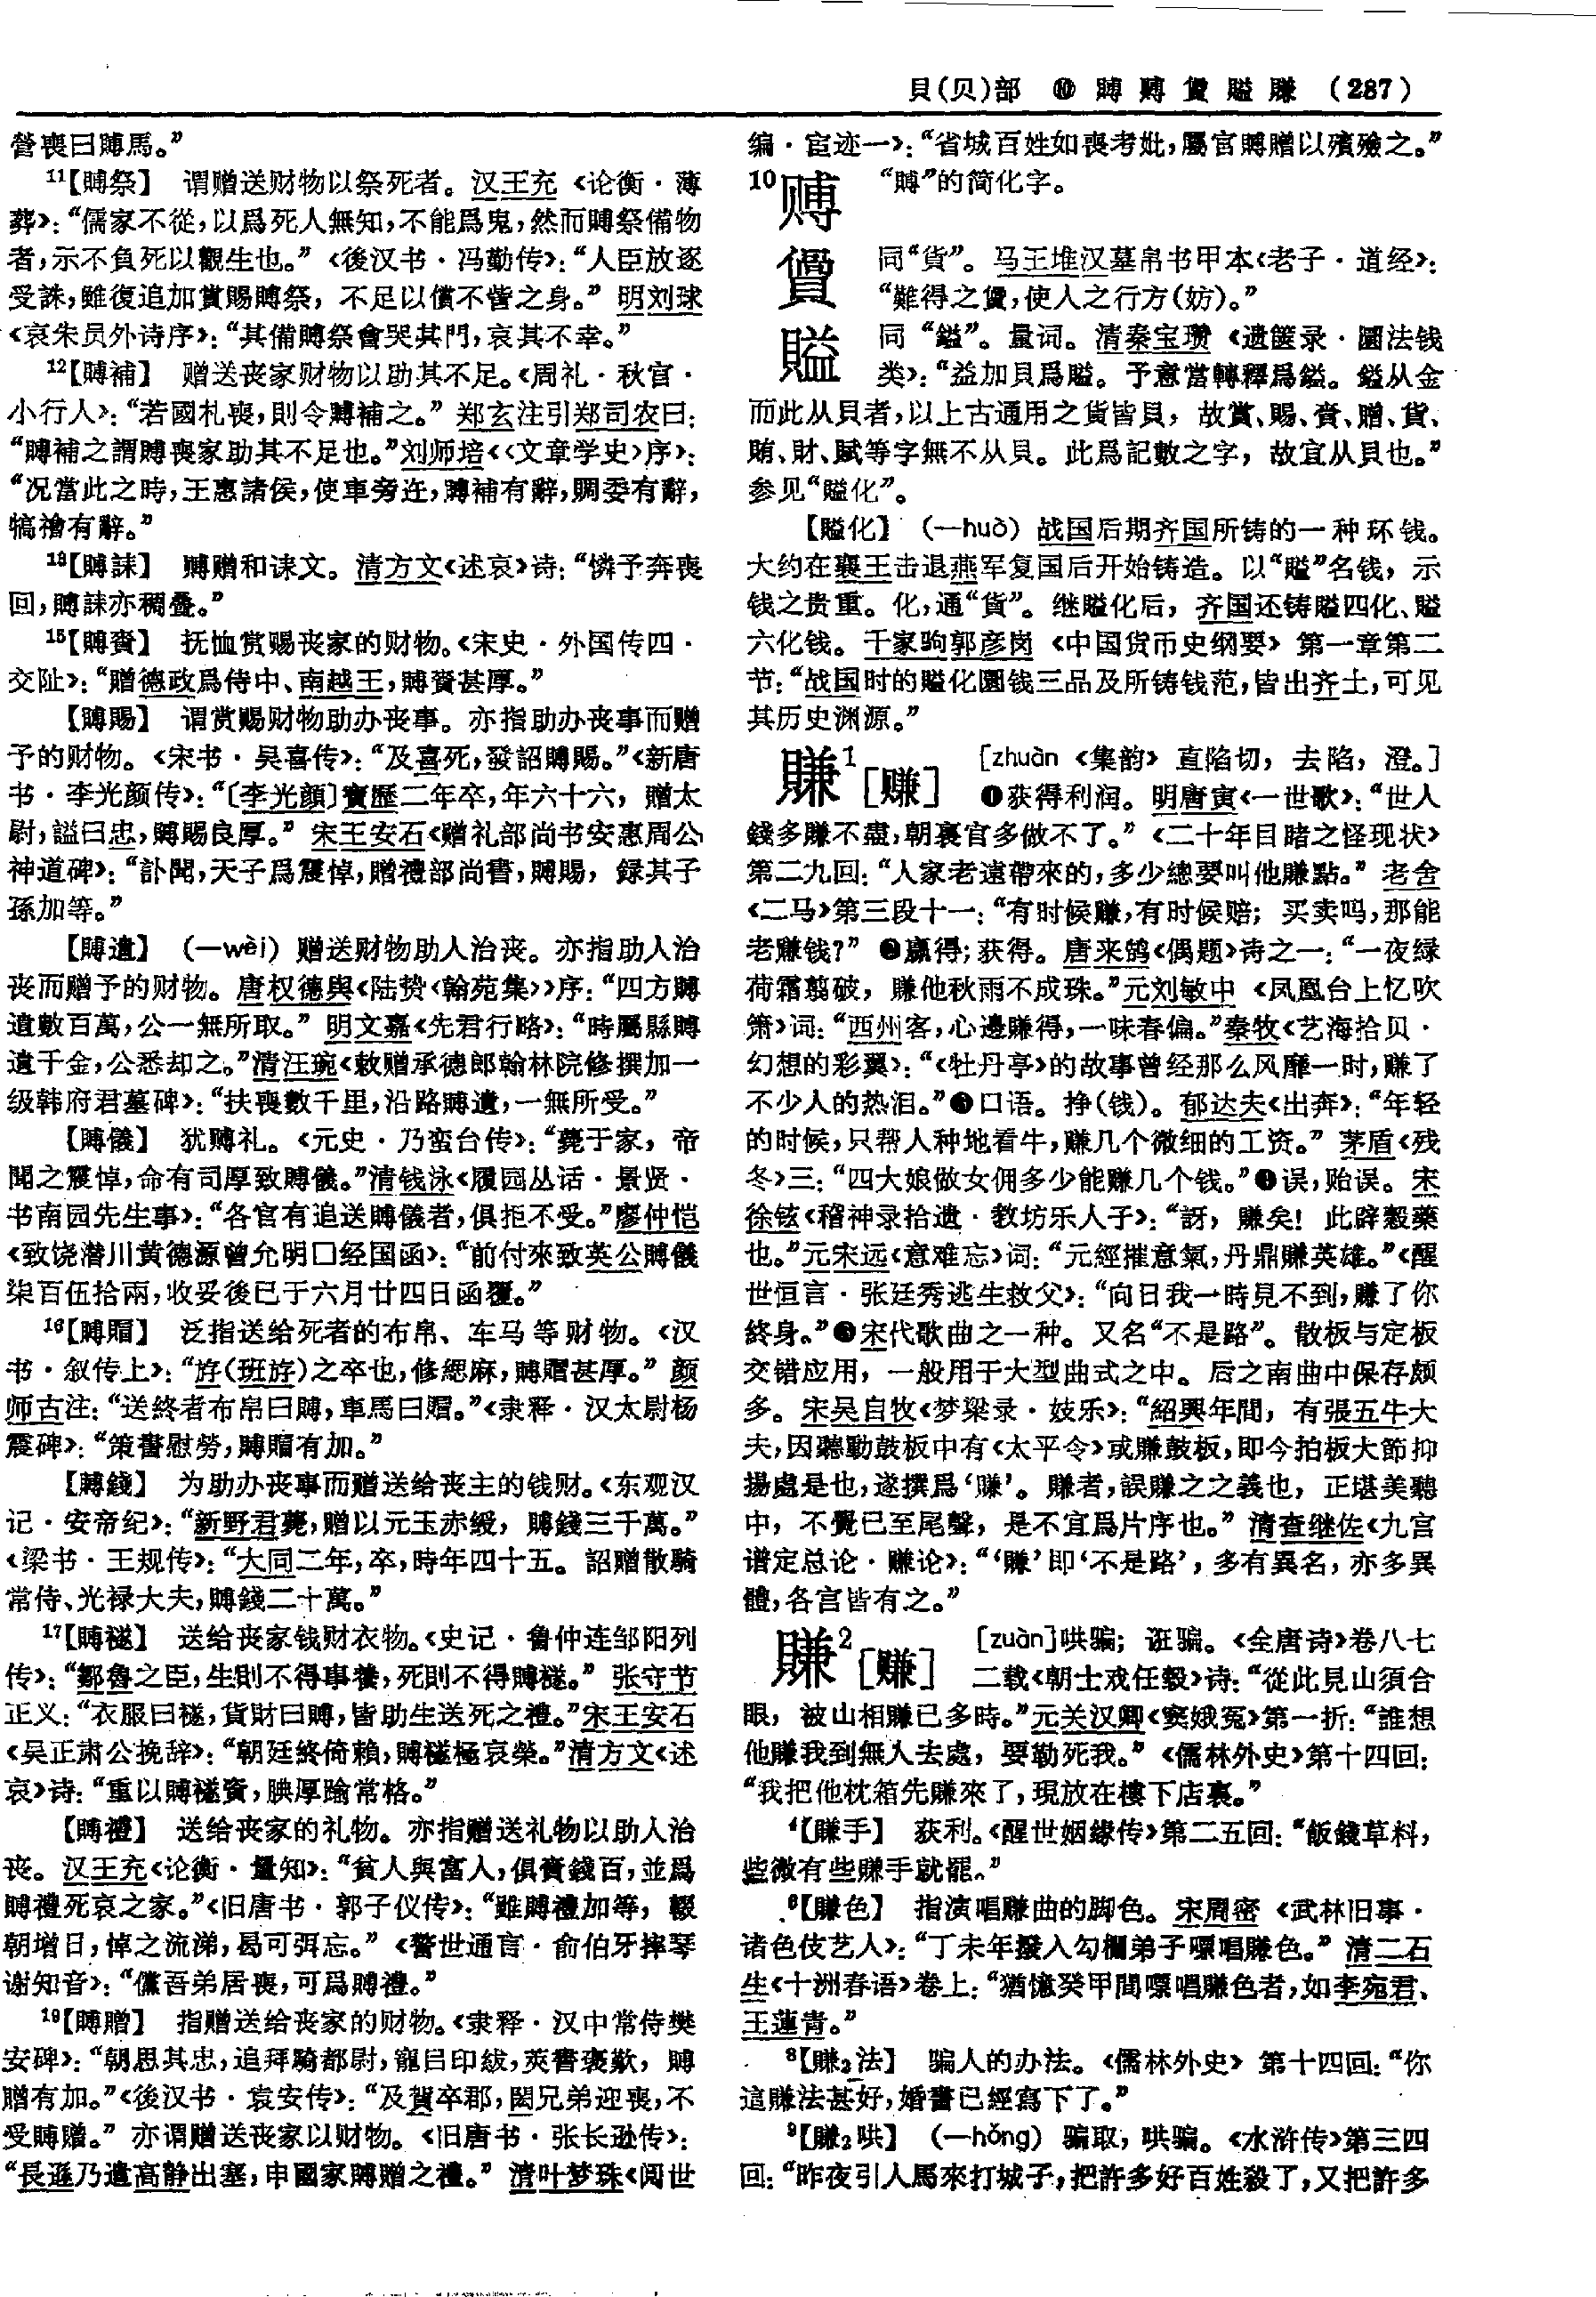 貝(贝)部 ⑩ 賻 赙 貲 賹 賺 (287)
營喪曰賻馬。”
11【賻祭】 谓赠送财物以祭死者。汉王充《论衡·薄
葬》：“儒家不從，以爲死人無知，不能爲鬼，然而賻祭備物
者，示不負死以觀生也。”《後汉书·冯勤传》：“人臣放逐
受誅，雖復追加賞賜賻祭，不足以償不訾之身。”明刘球
《哀朱员外诗序》：“其備賻祭會哭其門，哀其不幸。”
12【賻補】 赠送丧家财物以助其不足。《周礼·秋官·
小行人》：“若國札喪，則令賻補之。”郑玄注引郑司农曰：
“賻補之謂賻喪家助其不足也。”刘师培《〈文章学史〉序》：
“况當此之時，王惠諸侯，使車旁迕，賻補有辭，賙委有辭，
犒襘有辭。”
13【賻誄】 赙赠和诔文。清方文《述哀》诗：“憐予奔喪
回，賻誄亦稠疊。”
15【賻賚】 抚恤赏赐丧家的财物。《宋史·外国传四·
交阯》：“贈德政爲侍中、南越王，賻賚甚厚。”
【賻賜】 谓赏赐财物助办丧事。亦指助办丧事而赠
予的财物。《宋书·吴喜传》：“及喜死，發詔賻賜。”《新唐
书·李光颜传》：“〔李光顔〕寶歷二年卒，年六十六，贈太
尉，謚曰忠，賻賜良厚。”宋王安石《赠礼部尚书安惠周公
神道碑》：“訃聞，天子爲震悼，贈禮部尚書，賻賜，録其子
孫加等。”
【賻遺】 （—wèi）赠送财物助人治丧。亦指助人治
丧而赠予的财物。唐权德舆《陆贽〈翰苑集〉序》：“四方賻
遺數百萬，公一無所取。”明文嘉《先君行略》：“時屬縣賻
遺千金，公悉却之。”清汪琬《敕赠承德郎翰林院修撰加一
级韩府君墓碑》：“扶喪數千里，沿路賻遺，一無所受。”
【賻儀】 犹赙礼。《元史·乃蛮台传》：“薨于家，帝
聞之震悼，命有司厚致賻儀。”清钱泳《履园丛话·景贤·
书南园先生事》：“各官有追送賻儀者，俱拒不受。”廖仲恺
《致饶潜川黄德源曾允明□经国函》：“前付來致英公賻儀
柒百伍拾兩，收妥後已于六月廿四日函覆。”
16【賻賵】 泛指送给死者的布帛、车马等财物。《汉
书·叙传上》：“斿(班斿)之卒也，修緦麻，賻賵甚厚。”颜
师古注：“送終者布帛曰賻，車馬曰賵。”《隶释·汉太尉杨
震碑》：“策書慰勞，賻賵有加。”
【賻錢】 为助办丧事而赠送给丧主的钱财。《东观汉
记·安帝纪》：“新野君薨，赠以元玉赤綬，賻錢三千萬。”
《梁书·王规传》：“大同二年，卒，時年四十五。詔贈散騎
常侍、光禄大夫，賻錢二十萬。”
17【賻襚】 送给丧家钱财衣物。《史记·鲁仲连邹阳列
传》：“鄒魯之臣，生則不得事養，死則不得賻襚。”张守节
正义：“衣服曰襚，貨財曰賻，皆助生送死之禮。”宋王安石
《吴正肃公挽辞》：“朝廷終倚賴，賻襚極哀榮。”清方文《述
哀》诗：“重以賻襚資，腆厚踰常格。”
【賻禮】 送给丧家的礼物。亦指赠送礼物以助人治
丧。汉王充《论衡·量知》：“貧人與富人，俱賫錢百，並爲
賻禮死哀之家。”《旧唐书·郭子仪传》：“雖賻禮加等，輟
朝增日，悼之流涕，曷可弭忘。”《警世通言·俞伯牙摔琴
谢知音》：“儻吾弟居喪，可爲賻禮。”
19【賻贈】 指赠送给丧家的财物。《隶释·汉中常侍樊
安碑》：“朝思其忠，追拜騎都尉，寵㠯印紱，莢書褒歎，賻
贈有加。”《後汉书·袁安传》：“及賀卒郡，閎兄弟迎喪，不
受賻贈。”亦谓赠送丧家以财物。《旧唐书·张长逊传》：
“長遜乃遺高静出塞，申國家賻贈之禮。”清叶梦珠《阅世
编·宦迹一》：“省城百姓如喪考妣，屬官賻贈以殯殮之。”
10赙 “賻”的简化字。
同“貨”。马王堆汉墓帛书甲本《老子·道经》：
“難得之，使人之行方(妨)。”
賹 同“鎰”。量词。清秦宝瓒《遗箧录·圜法钱
类》：“益加貝爲賹。予意當轉釋爲鎰。鎰从金
而此从貝者，以上古通用之貨皆貝，故賞、賜、賫、贈、貨、
賄、財、賦等字無不从貝。此爲記數之字，故宜从貝也。”
参见“賹化”。
【賹化】 （—huò）战国后期齐国所铸的一种环钱。
大约在襄王击退燕军复国后开始铸造。以“賹”名钱，示
钱之贵重。化，通“貨”。继賹化后，齐国还铸賹四化、賹
六化钱。千家驹郭彦岗《中国货币史纲要》第一章第二
节：“战国时的賹化圜钱三品及所铸钱范，皆出齐土，可见
其历史渊源。”
賺1［赚］ ［zhuàn《集韵》直陷切，去陷，澄。］
❶获得利润。明唐寅《一世歌》：“世人
錢多賺不盡，朝裏官多做不了。”《二十年目睹之怪现状》
第二九回：“人家老遠帶來的，多少總要叫他賺點。”老舍
《二马》第三段十一：“有时候赚，有时候赔；买卖吗，那能
老赚钱？”❷赢得；获得。唐来鹄《偶题》诗之一：“一夜绿
荷霜翦破，賺他秋雨不成珠。”元刘敏中《凤凰台上忆吹
箫》词：“西州客，心邊賺得，一味春偏。”秦牧《艺海拾贝·
幻想的彩翼》：“《牡丹亭》的故事曾经那么风靡一时，赚了
不少人的热泪。”❸口语。挣(钱)。郁达夫《出奔》：“年轻
的时候，只帮人种地看牛，赚几个微细的工资。”茅盾《残
冬》三：“四大娘做女佣多少能赚几个钱。”❹误，贻误。宋
徐铉《稽神录拾遗·教坊乐人子》：“訝，賺矣！此辟穀藥
也。”元宋远《意难忘》词：“元經摧意氣，丹鼎賺英雄。”《醒
世恒言·张廷秀逃生救父》：“向日我一時見不到，賺了你
終身。”❺宋代歌曲之一种。又名“不是路”。散板与定板
交错应用，一般用于大型曲式之中。后之南曲中保存颇
多。宋吴自牧《梦粱录·妓乐》：“紹興年間，有張五牛大
夫，因聽動鼓板中有《太平令》或賺鼓板，即今拍板大節抑
揚處是也，遂撰爲‘賺’。賺者，誤賺之之義也，正堪美聽
中，不覺已至尾聲，是不宜爲片序也。”清查继佐《九宫
谱定总论·赚论》：“‘賺’即‘不是路’，多有異名，亦多異
體，各宫皆有之。”
賺2［赚］ ［zuàn］哄骗；诳骗。《全唐诗》卷八七
二载《朝士戏任毂》诗：“從此見山須合
眼，被山相賺已多時。”元关汉卿《窦娥冤》第一折：“誰想
他賺我到無人去處，要勒死我。”《儒林外史》第十四回：
“我把他枕箱先賺來了，現放在樓下店裏。”
4【賺手】 获利。《醒世姻缘传》第二五回：“飯錢草料，
些微有些賺手就罷。”
6【賺色】 指演唱赚曲的脚色。宋周密《武林旧事·
诸色伎艺人》：“丁未年撥入勾欄弟子嘌唱賺色。”清二石
生《十洲春语》卷上：“猶憶癸甲間嘌唱賺色者，如李宛君、
王蓮青。”
8【賺2法】 骗人的办法。《儒林外史》第十四回：“你
這賺法甚好，婚書已經寫下了。”
9【賺2哄】 （—hǒng）骗取，哄骗。《水浒传》第三四
回：“昨夜引人馬來打城子，把許多好百姓殺了，又把許多